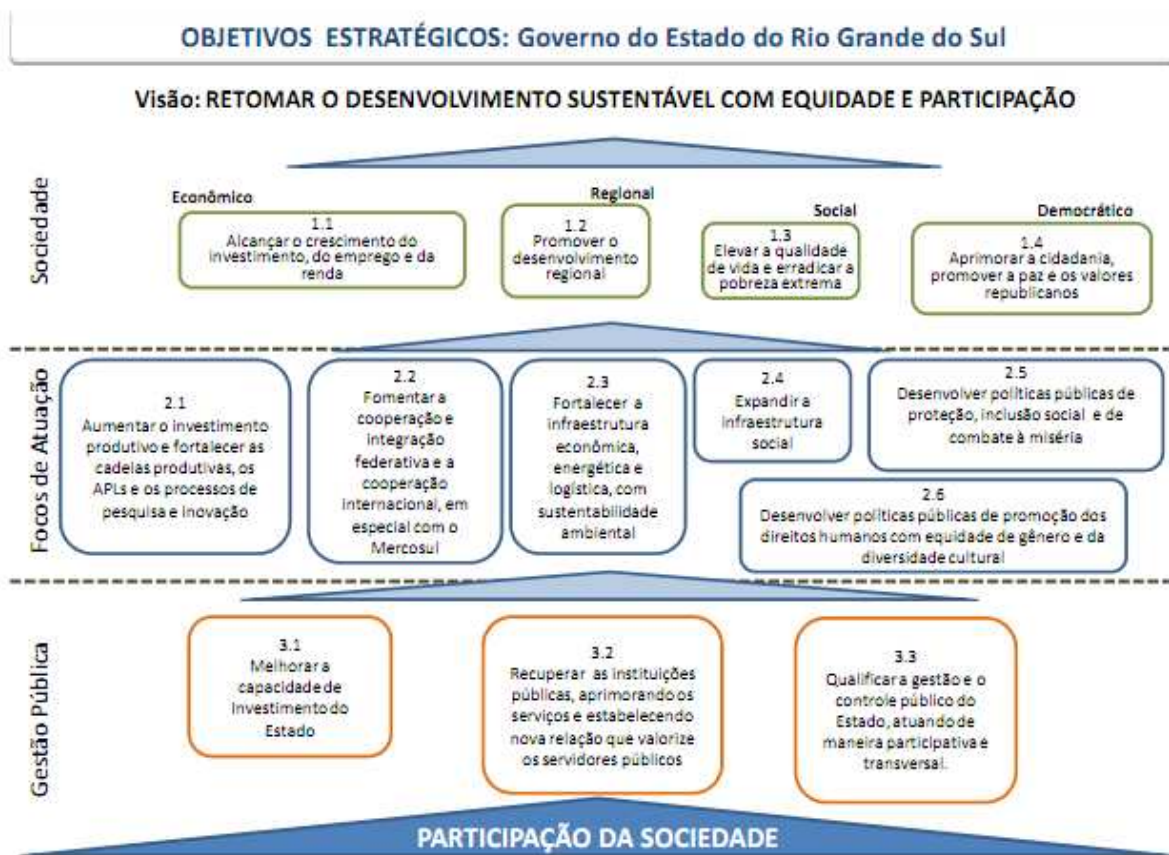 OBJETIVOS ESTRATÉGICOS: Governo do Estado do Rio Grande do Sul
Visão: RETOMAR O DESENVOLVIMENTO SUSTENTÁVEL COM EQUIDADE E PARTICIPAÇÃO
Sociedade
Econômico
1.1
Alcançar o crescimento do
investimento, do emprego e da
renda
Regional
1.2
Promover o
desenvolvimento
regional
Social
1.3
Elevar a qualidade
de vida e erradicar a
pobreza extrema
Democrático
1.4
Aprimorar a cidadania,
promover a paz e os valores
republicanos
Focos de Atuação
2.1
Aumentar o investimento
produtivo e fortalecer as
cadeias produtivas, os
APLs e os processos de
pesquisa e inovação
2.2
Fomentar a
cooperação e
integração
federativa e a
cooperação
internacional, em
especial com o
Mercosul
2.3
Fortalecer a
infraestrutura
econômica,
energética e
logística, com
sustentabilidade
ambiental
2.4
Expandir a
infraestrutura
social
2.5
Desenvolver políticas públicas de
proteção, inclusão social e de
combate à miséria
2.6
Desenvolver políticas públicas de promoção dos
direitos humanos com equidade de gênero e da
diversidade cultural
Gestão Pública
3.1
Melhorar a
capacidade de
investimento do
Estado
3.2
Recuperar as instituições
públicas, aprimorando os
serviços e estabelecendo
nova relação que valorize
os servidores públicos
3.3
Qualificar a gestão e o
controle público do
Estado, atuando de
maneira participativa e
transversal.
PARTICIPAÇÃO DA SOCIEDADE